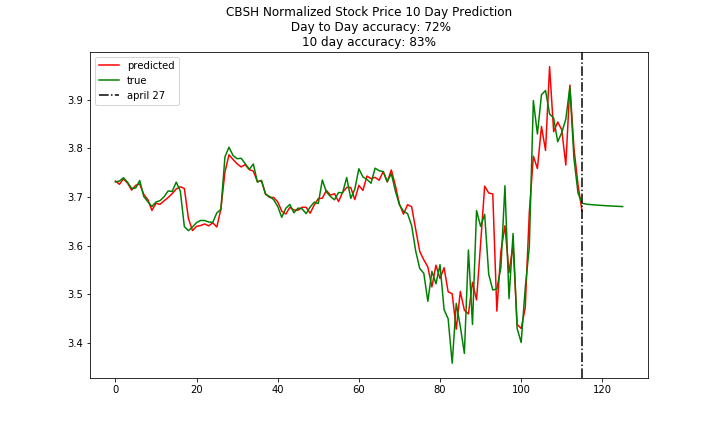 CBSH Normalized Stock Price 10 Day Prediction
Day to Day accuracy: 72%
10 day accuracy: 83%
predicted
true
april 27
3.9
3.8
3.7
3.6
3.5
3.4
0 20 40 60 80 100 120